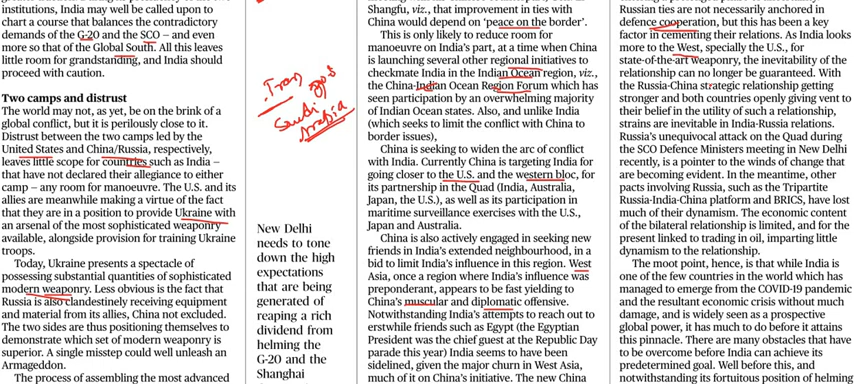 institutions, India may well be called upon to
chart a course that balances the contradictory
demands of the G-20 and the SCO — and even
more so that of the Global South. All this leaves
little room for grandstanding, and India should
proceed with caution.
Two camps and distrust
The world may not, as yet, be on the brink of a
global conflict, but it is perilously close to it.
Distrust between the two camps led by the
United States and China/Russia, respectively,
leaves little scope for countries such as India —
that have not declared their allegiance to either
camp — any room for manoeuvre. The U.S. and its
allies are meanwhile making a virtue of the fact
that they are in a position to provide Ukraine with
an arsenal of the most sophisticated weaponry
available, alongside provision for training Ukraine
troops.
Today, Ukraine presents a spectacle of
possessing substantial quantities of sophisticated
modern weaponry. Less obvious is the fact that
Russia is also clandestinely receiving equipment
and material from its allies, China not excluded.
The two sides are thus positioning themselves to
demonstrate which set of modern weaponry is
superior. A single misstep could well unleash an
Armageddon.
The process of assembling the most advanced
Iran
Saudi
Arabia
New Delhi
needs to tone
down the high
expectations
that are being
generated of
reaping a rich
dividend from
helming the
G-20 and the
Shanghai
Shangfu, viz., that improvement in ties with
China would depend on ‘peace on the border’.
This is only likely to reduce room for
manoeuvre on India’s part, at a time when China
is launching several other regional initiatives to
checkmate India in the Indian Ocean region, viz.,
the China-Indian Ocean Region Forum which has
seen participation by an overwhelming majority
of Indian Ocean states. Also, and unlike India
(which seeks to limit the conflict with China to
border issues),
China is seeking to widen the arc of conflict
with India. Currently China is targeting India for
going closer to the U.S. and the western bloc, for
its partnership in the Quad (India, Australia,
Japan, the U.S.), as well as its participation in
maritime surveillance exercises with the U.S.,
Japan and Australia.
China is also actively engaged in seeking new
friends in India’s extended neighbourhood, in a
bid to limit India’s influence in this region. West
Asia, once a region where India’s influence was
preponderant, appears to be fast yielding to
China’s muscular and diplomatic offensive.
Notwithstanding India’s attempts to reach out to
erstwhile friends such as Egypt (the Egyptian
President was the chief guest at the Republic Day
parade this year) India seems to have been
sidelined, given the major churn in West Asia,
much of it on China’s initiative. The new China
Russian ties are not necessarily anchored in
defence cooperation, but this has been a key
factor in cementing their relations. As India looks
more to the West, specially the U.S., for
state-of-the-art weaponry, the inevitability of the
relationship can no longer be guaranteed. With
the Russia-China strategic relationship getting
stronger and both countries openly giving vent to
their belief in the utility of such a relationship,
strains are inevitable in India-Russia relations.
Russia’s unequivocal attack on the Quad during
the SCO Defence Ministers meeting in New Delhi
recently, is a pointer to the winds of change that
are becoming evident. In the meantime, other
pacts involving Russia, such as the Tripartite
Russia-India-China platform and BRICS, have lost
much of their dynamism. The economic content
of the bilateral relationship is limited, and for the
present linked to trading in oil, imparting little
dynamism to the relationship.
The moot point, hence, is that while India is
one of the few countries in the world which has
managed to emerge from the COVID-19 pandemic
and the resultant economic crisis without much
damage, and is widely seen as a prospective
global power, it has much to do before it attains
this pinnacle. There are many obstacles that have
to be overcome before India can achieve its
predetermined goal. Well before this, and
notwithstanding its fortuitous position of helming